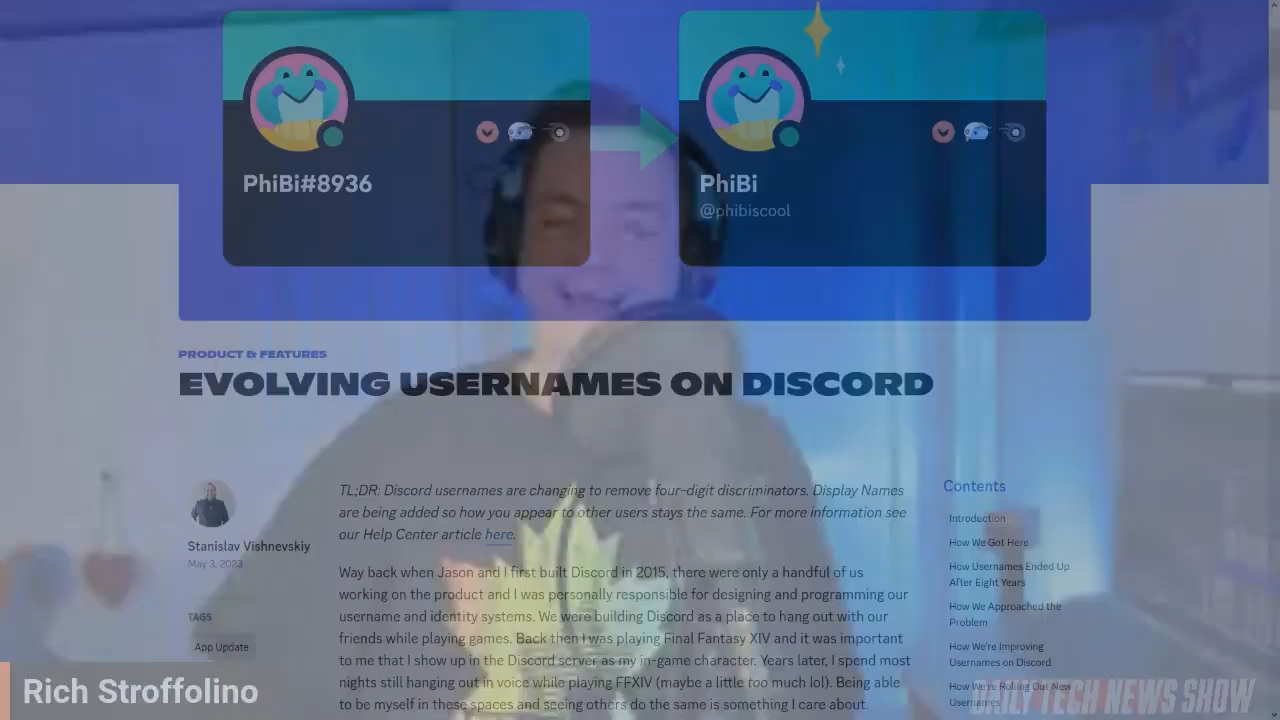 PhiBi#8936
PhiBi
@phibiscool
PRODUCT & FEATURES
EVOLVING USERNAMES ON DISCORD
TL;DR: Discord usernames are changing to remove four-digit discriminators. Display Names
are being added so how you appear to other users stays the same. For more information see
our Help Center article here.
Stanislav Vishnevskiy
May 3, 2023
TAGS
App Update
Way back when Jason and I first built Discord in 2015, there were only a handful of us
working on the product and I was personally responsible for designing and programming our
username and identity systems. We were building Discord as a place to hang out with our
friends while playing games. Back then I was playing Final Fantasy XIV and it was important
to me that I show up in the Discord server as my in-game character. Years later, I spend most
nights still hanging out in voice while playing FFXIV (maybe a little too much lol). Being able
to be myself in these spaces and seeing others do the same is something I care about.
Contents
Introduction
How We Got Here
How Usernames Ended Up
After Eight Years
How We Approached the
Problem
How We're Improving
Usernames on Discord
How We're Rolling Out New
Usernames
Rich Stroffolino
DAILY TECH NEWS SHOW